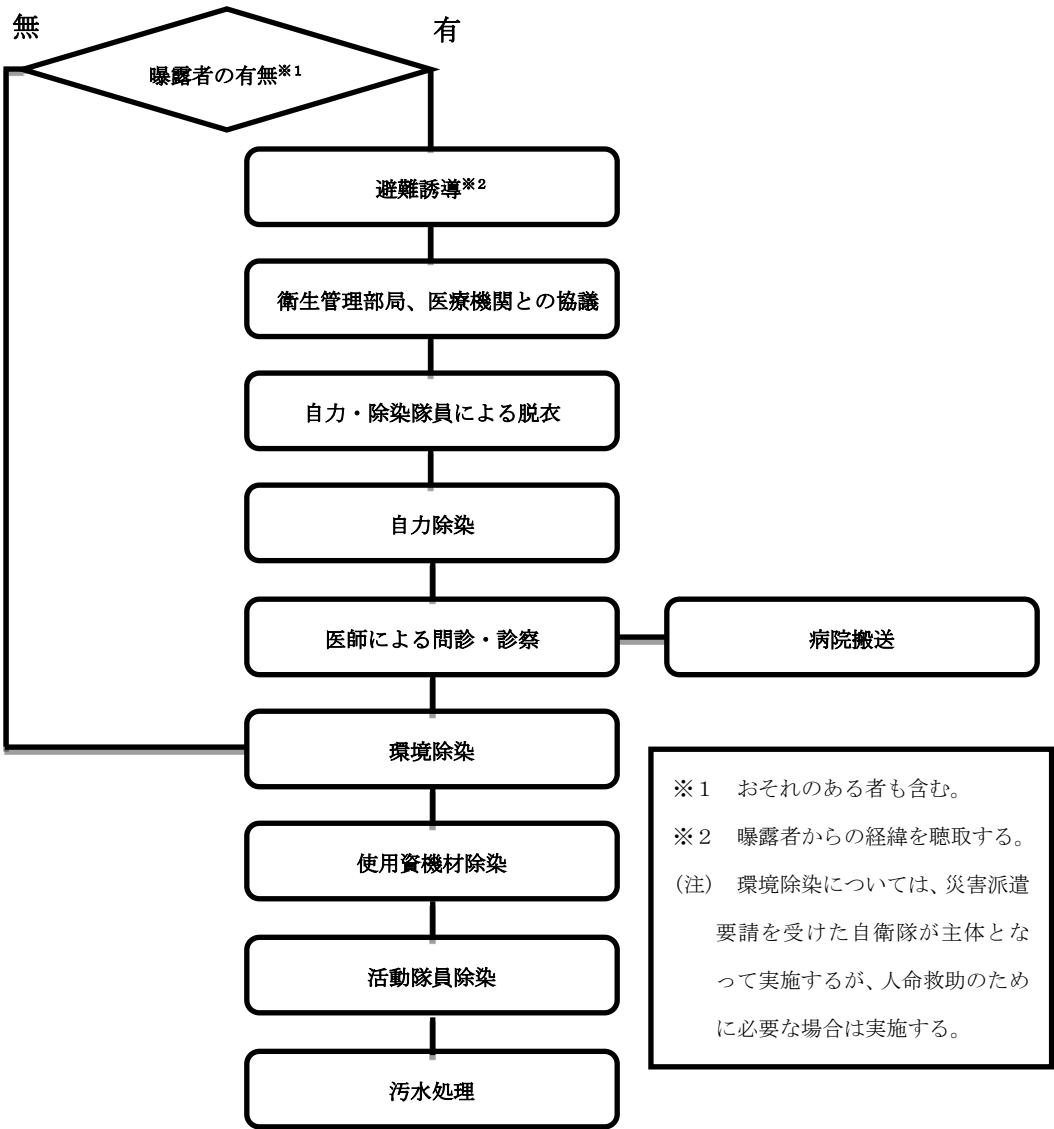 無
有
曝露者の有無※1
避難誘導※2
衛生管理部局、医療機関との協議
自力・除染隊員による脱衣
自力除染
医師による問診・診察
病院搬送
環境除染
使用資機材除染
活動隊員除染
汚水処理
※1 おそれのある者も含む。
※2 曝露者からの経緯を聴取する。
(注) 環境除染については、災害派遣
要請を受けた自衛隊が主体とな
って実施するが、人命救助のため
に必要な場合は実施する。